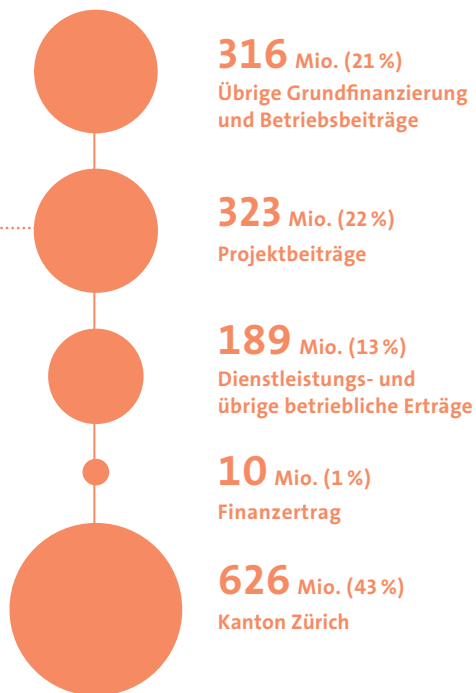 316 Mio. (21 %)
Übrige Grundfinanzierung
und Betriebsbeiträge
323 Mio. (22 %)
Projektbeiträge
189 Mio. (13 %)
Dienstleistungs- und
übrige betriebliche Erträge
10 Mio. (1 %)
Finanzertrag
626 Mio. (43 %)
Kanton Zürich